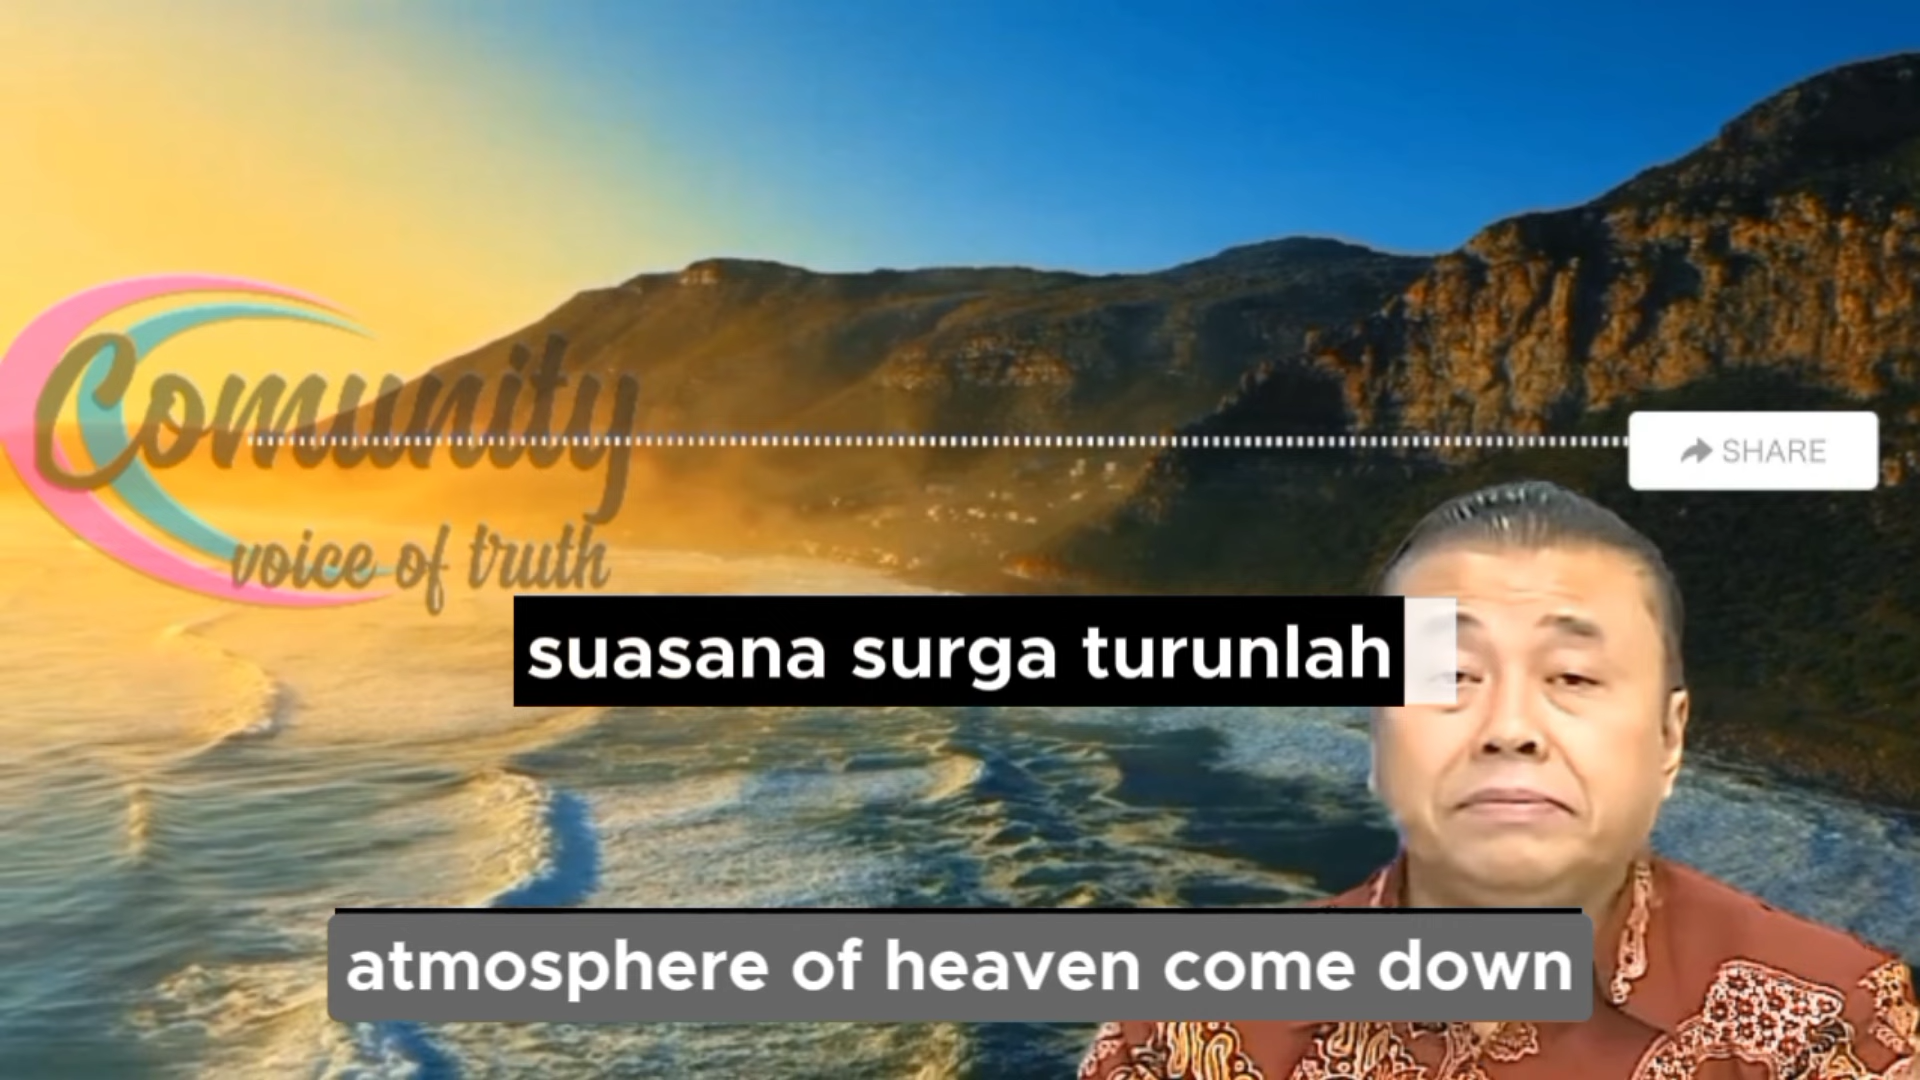 Comunity
voice of truth
SHARE
suasana surga turunlah
atmosphere of heaven come down